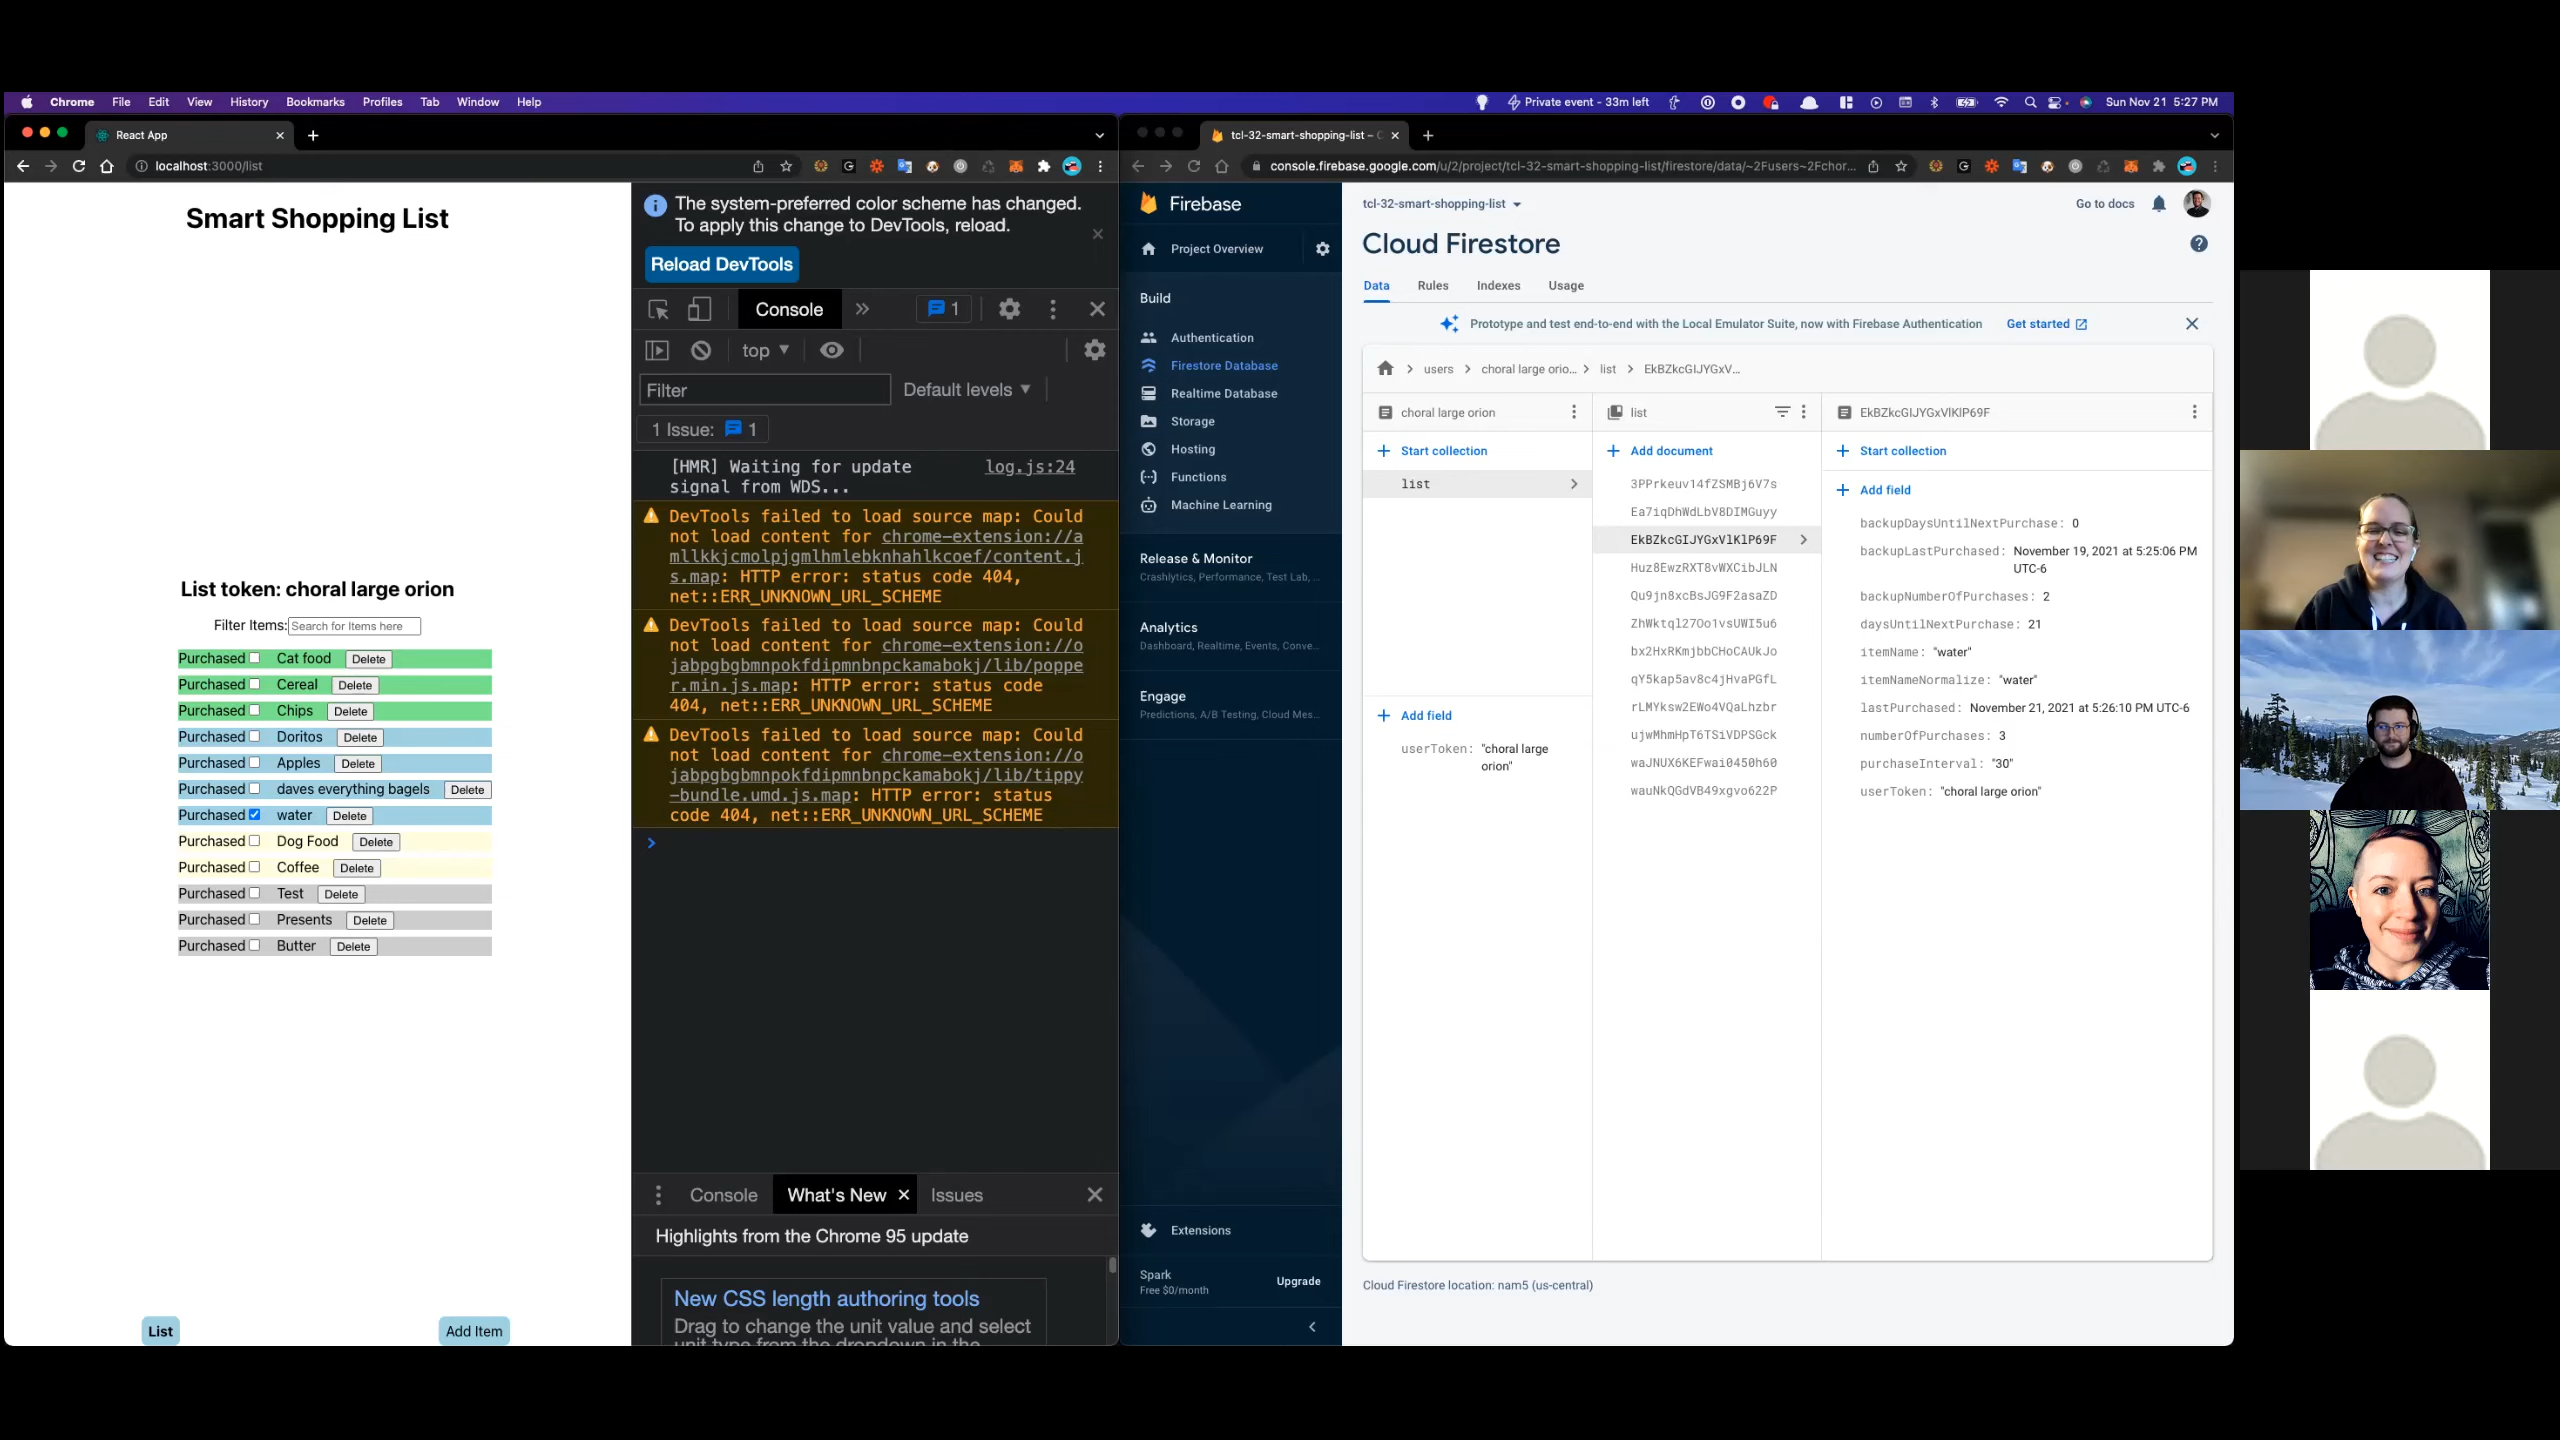 Chrome File Edit View History Bookmarks Profiles Tab Window Help
Private event - 33m left
Sun Nov 21 5:27 PM
React App
localhost:3000/list
Smart Shopping List
List token: choral large orion
Filter Items: Search for Items here
Purchased Cat food Delete
Purchased Cereal Delete
Purchased Chips Delete
Purchased Doritos Delete
Purchased Apples Delete
Purchased daves everything bagels Delete
Purchased water Delete
Purchased Dog Food Delete
Purchased Coffee Delete
Purchased Test Delete
Purchased Presents Delete
Purchased Butter Delete
List
Add Item
The system-preferred color scheme has changed.
To apply this change to DevTools, reload.
Reload DevTools
Console
1
top
Filter
Default levels
1 Issue: 1
[HMR] Waiting for update log.js:24
signal from WDS...
DevTools failed to load source map: Could
not load content for chrome-extension://a
mllkkjcmolpjgmlhmlebknhahlkcoef/content.j
s.map: HTTP error: status code 404,
net::ERR_UNKNOWN_URL_SCHEME
DevTools failed to load source map: Could
not load content for chrome-extension://o
jabpgbgbmnpokfdipmnbnpckamabokj/lib/poppe
r.min.js.map: HTTP error: status code
404, net::ERR_UNKNOWN_URL_SCHEME
DevTools failed to load source map: Could
not load content for chrome-extension://o
jabpgbgbmnpokfdipmnbnpckamabokj/lib/tippy
-bundle.umd.js.map: HTTP error: status
code 404, net::ERR_UNKNOWN_URL_SCHEME
Console What's New Issues
Highlights from the Chrome 95 update
New CSS length authoring tools
Drag to change the unit value and select
unit type from the dropdown in the
tcl-32-smart-shopping-list – C
console.firebase.google.com/u/2/project/tcl-32-smart-shopping-list/firestore/data/~2Fusers~2Fchor...
Firebase
Project Overview
Build
Authentication
Firestore Database
Realtime Database
Storage
Hosting
Functions
Machine Learning
Release & Monitor
Crashlytics, Performance, Test Lab, ...
Analytics
Dashboard, Realtime, Events, Conve...
Engage
Predictions, A/B Testing, Cloud Mes...
Extensions
Spark
Free $0/month
Upgrade
tcl-32-smart-shopping-list
Go to docs
Cloud Firestore
Data Rules Indexes Usage
Prototype and test end-to-end with the Local Emulator Suite, now with Firebase Authentication Get started
users choral large orio... list EkBZkcGIJYGxV...
choral large orion
Start collection
list
Add field
userToken: "choral large
orion"
list
Add document
3PPrkeuv14fZSMBj6V7s
Ea7iqDhWdLbV8DIMGuyy
EkBZkcGIJYGxVlKlP69F
Huz8EwzRXT8vWXCibJLN
Qu9jn8xcBsJG9F2asaZD
ZhWktql27Oo1vsUWI5u6
bx2HxRKmjbbCHoCAUkJo
qY5kap5av8c4jHvaPGfL
rLMYksw2EWo4VQaLhzbr
ujwMhmHpT6TSiVDPSGck
waJNUX6KEFwai0450h60
wauNkQGdVB49xgvo622P
EkBZkcGIJYGxVlKlP69F
Start collection
Add field
backupDaysUntilNextPurchase: 0
backupLastPurchased: November 19, 2021 at 5:25:06 PM
UTC-6
backupNumberOfPurchases: 2
daysUntilNextPurchase: 21
itemName: "water"
itemNameNormalize: "water"
lastPurchased: November 21, 2021 at 5:26:10 PM UTC-6
numberOfPurchases: 3
purchaseInterval: "30"
userToken: "choral large orion"
Cloud Firestore location: nam5 (us-central)